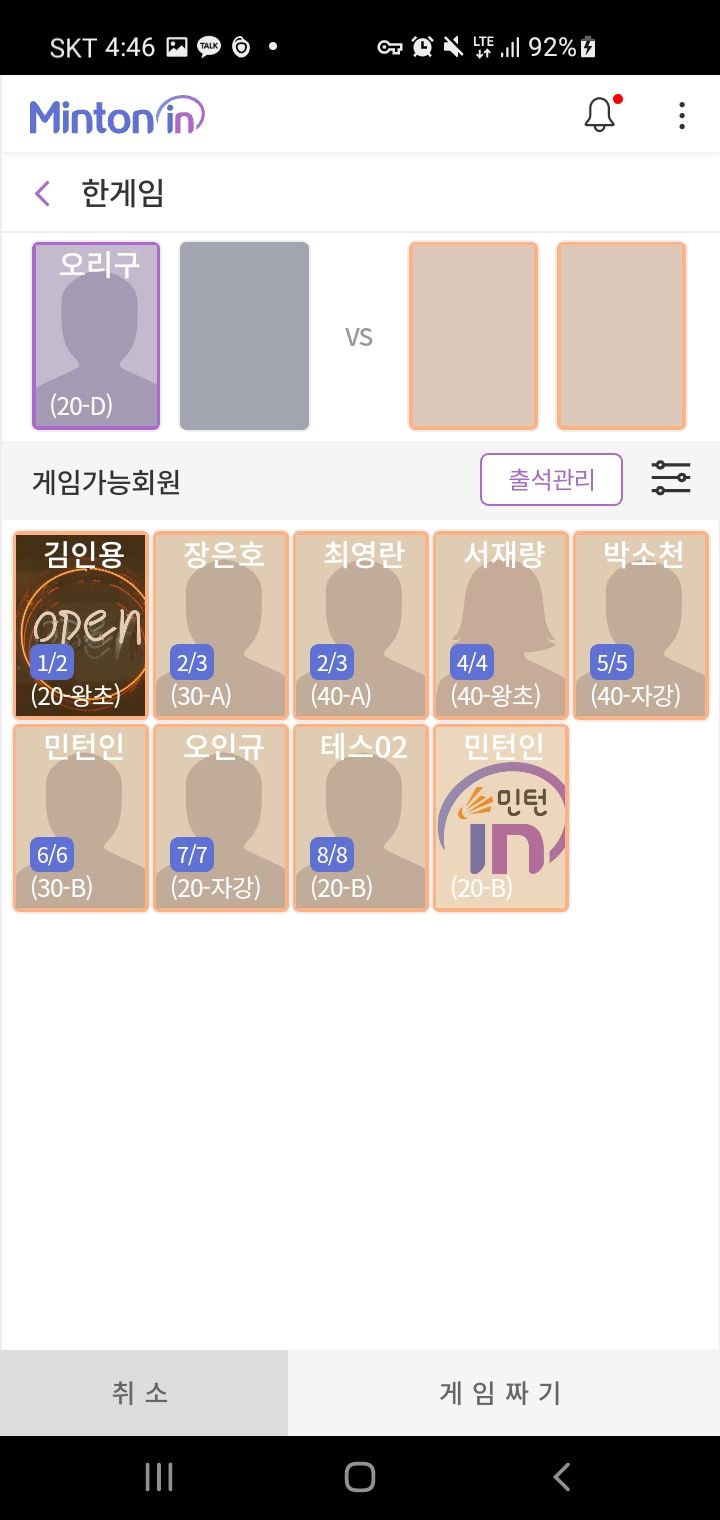 SKT 4:46 TALK LTE 92%
Minton in
한게임
오리구
(20-D)
VS
게임가능회원 출석관리
김인용 장은호 최영란 서재량 박소천
open
1/2 2/3 2/3 4/4 5/5
(20-왕초) (30-A) (40-A) (40-왕초) (40-자강)
민턴인 오인규 테스02 민턴인
민턴
in
6/6 7/7 8/8
(30-B) (20-자강) (20-B) (20-B)
취 소 게 임 짜 기